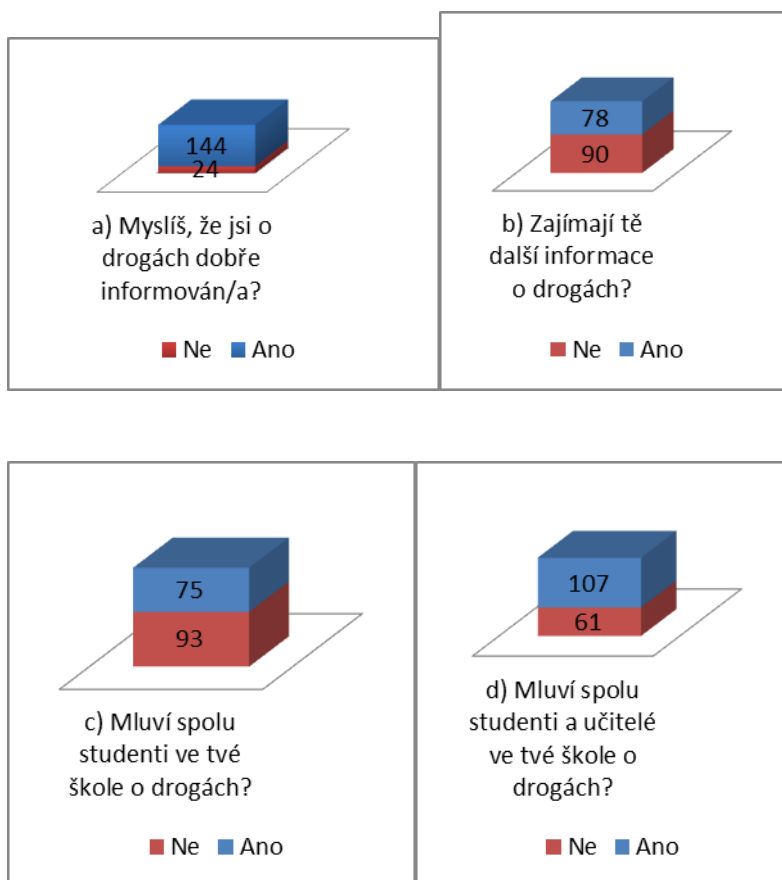 144
24
a) Myslíš, že jsi o
drogách dobře
informován/a?
Ne Ano
78
90
b) Zajímají tě
další informace
o drogách?
Ne Ano
75
93
c) Mluví spolu
studenti ve tvé
škole o drogách?
Ne Ano
107
61
d) Mluví spolu
studenti a učitelé
ve tvé škole o
drogách?
Ne Ano